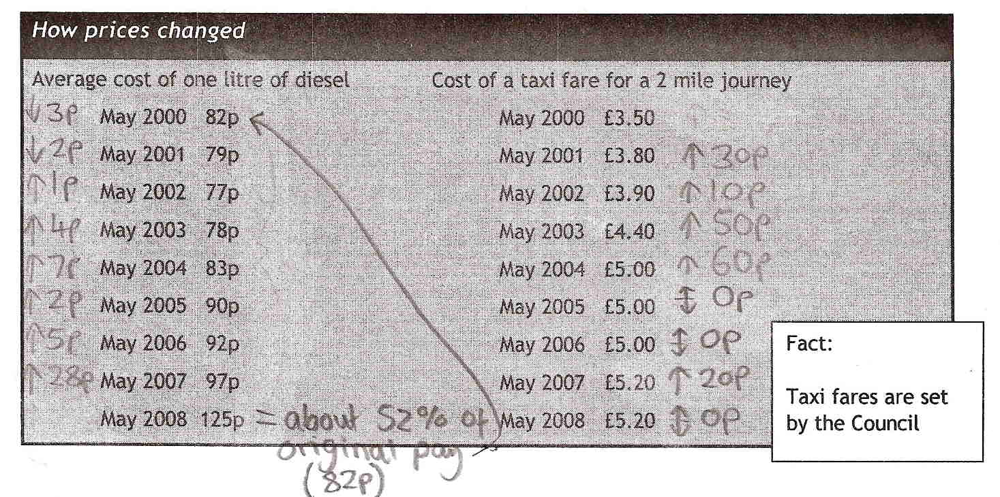 How prices changed
Average cost of one litre of diesel
↓3p May 2000 82p
↓2p May 2001 79p
↑1p May 2002 77p
↑4p May 2003 78p
↑7p May 2004 83p
↑2p May 2005 90p
↑5p May 2006 92p
↑28p May 2007 97p
May 2008 125p = about 52% of
original pay
(82p)
Cost of a taxi fare for a 2 mile journey
May 2000 £3.50
May 2001 £3.80 ↑30p
May 2002 £3.90 ↑10p
May 2003 £4.40 ↑50p
May 2004 £5.00 ↑60p
May 2005 £5.00 ↕0p
May 2006 £5.00 ↕0p
May 2007 £5.20 ↑20p
May 2008 £5.20 ↕0p
Fact:
Taxi fares are set
by the Council